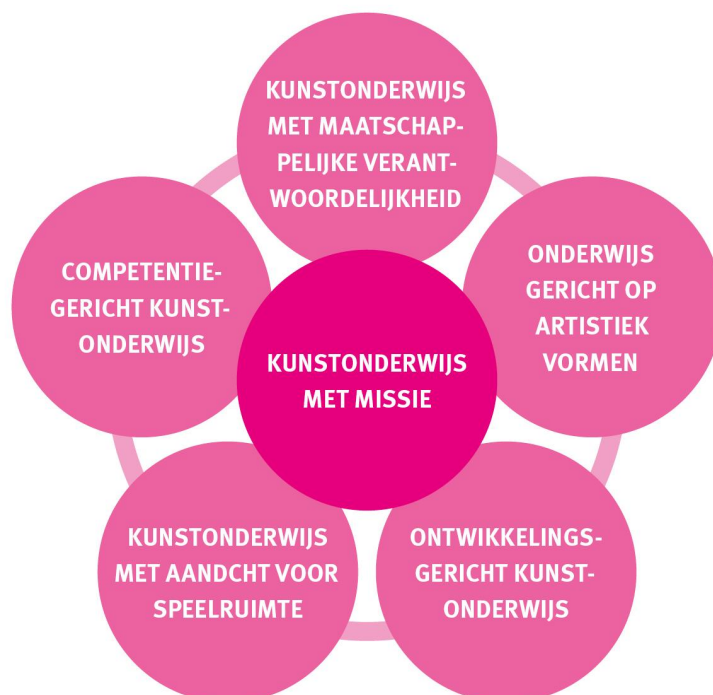 KUNSTONDERWIJS
MET MAATSCHAP-
PELIJKE VERANT-
WOORDELIJKHEID
COMPETENTIE-
GERICHT KUNST-
ONDERWIJS
ONDERWIJS
GERICHT OP
ARTISTIEK
VORMEN
KUNSTONDERWIJS
MET MISSIE
KUNSTONDERWIJS
MET AANDCHT VOOR
SPEELRUIMTE
ONTWIKKELINGS-
GERICHT KUNST-
ONDERWIJS